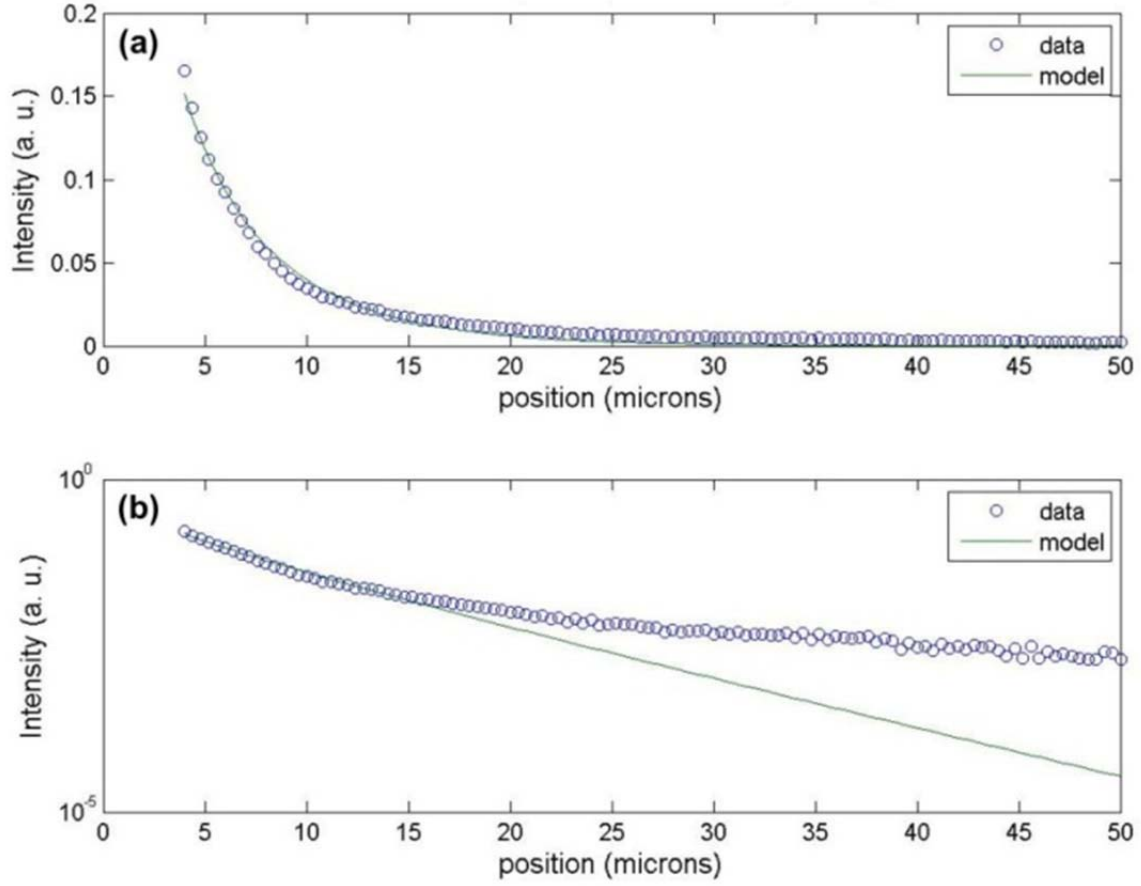 (a)
data
model
Intensity (a. u.)
0.2
0.15
0.1
0.05
0
0 5 10 15 20 25 30 35 40 45 50
position (microns)
(b)
data
model
Intensity (a. u.)
10^0
10^-5
0 5 10 15 20 25 30 35 40 45 50
position (microns)